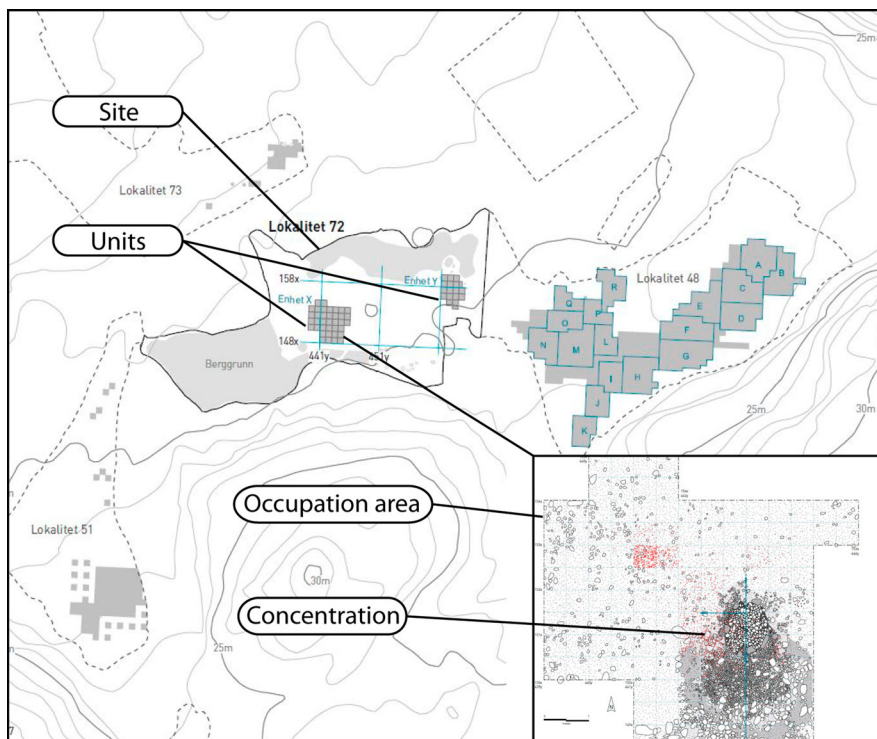 25m
Site
Lokalitet 73
Units
Lokalitet 72
158x
Enhet Y
Enhet X
148x
441y
451y
Berggrunn
Lokalitet 48
A
B
C
R
E
D
Q
P
F
O
N
M
L
G
I
H
J
K
25m
30m
Lokalitet 51
Occupation area
30m
Concentration
25m